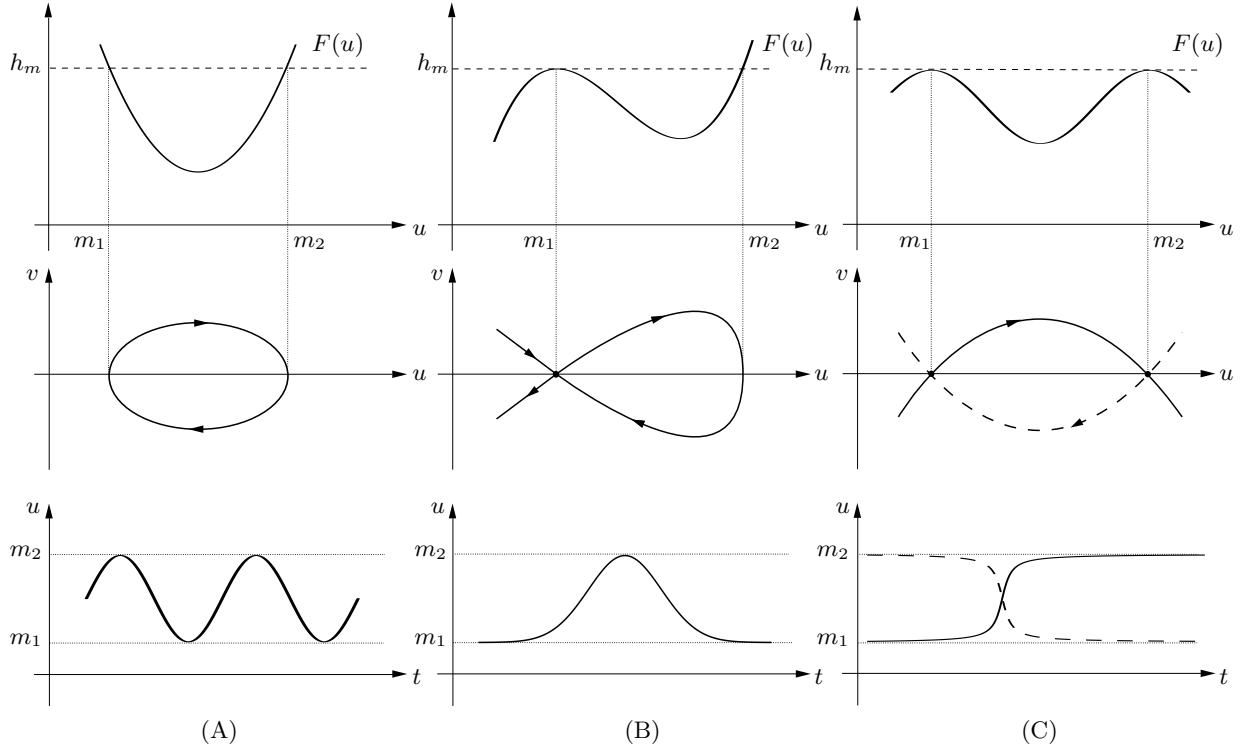 F(u) F(u) F(u)
h_m h_m h_m
m_1 m_2 u m_1 m_2 u m_1 m_2 u
v v v
u u u
u u u
m_2 m_2 m_2
m_1 m_1 m_1
t t t
(A) (B) (C)